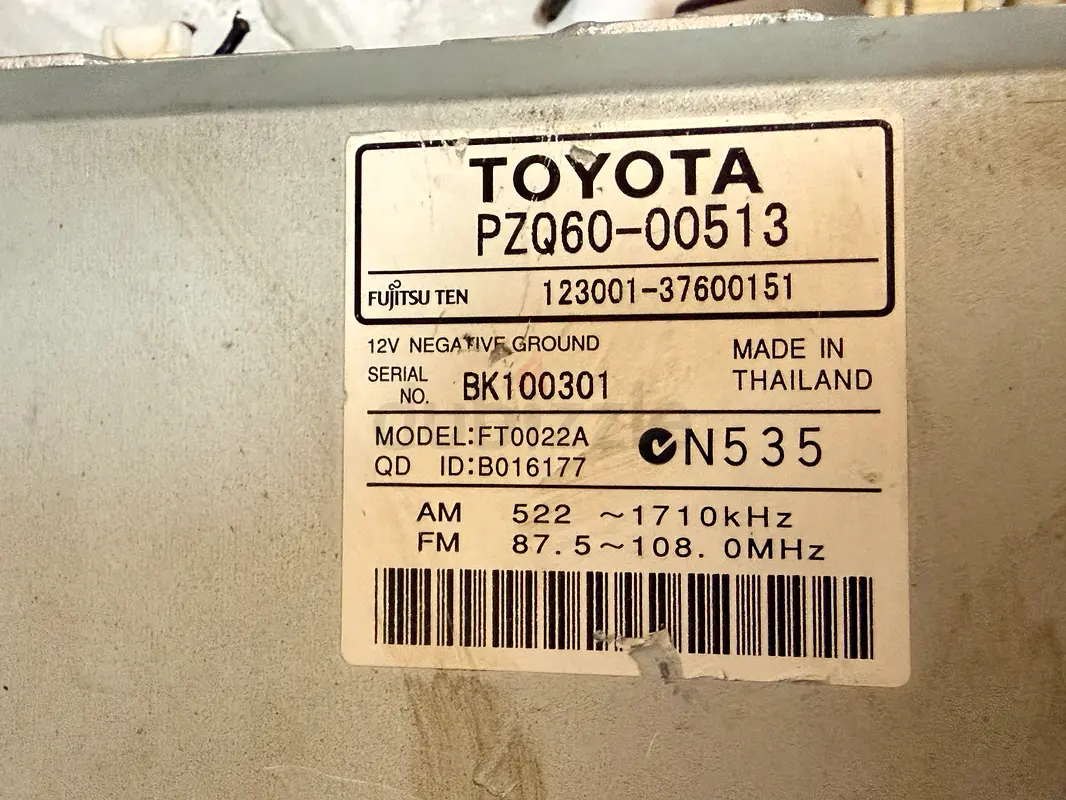 TOYOTA
PZQ60-00513
FUJITSU TEN 123001-37600151
12V NEGATIVE GROUND
SERIAL NO. BK100301
MADE IN THAILAND
MODEL:FT0022A
QD ID:B016177
N535
AM 522 ~1710kHz
FM 87.5~108.0MHz